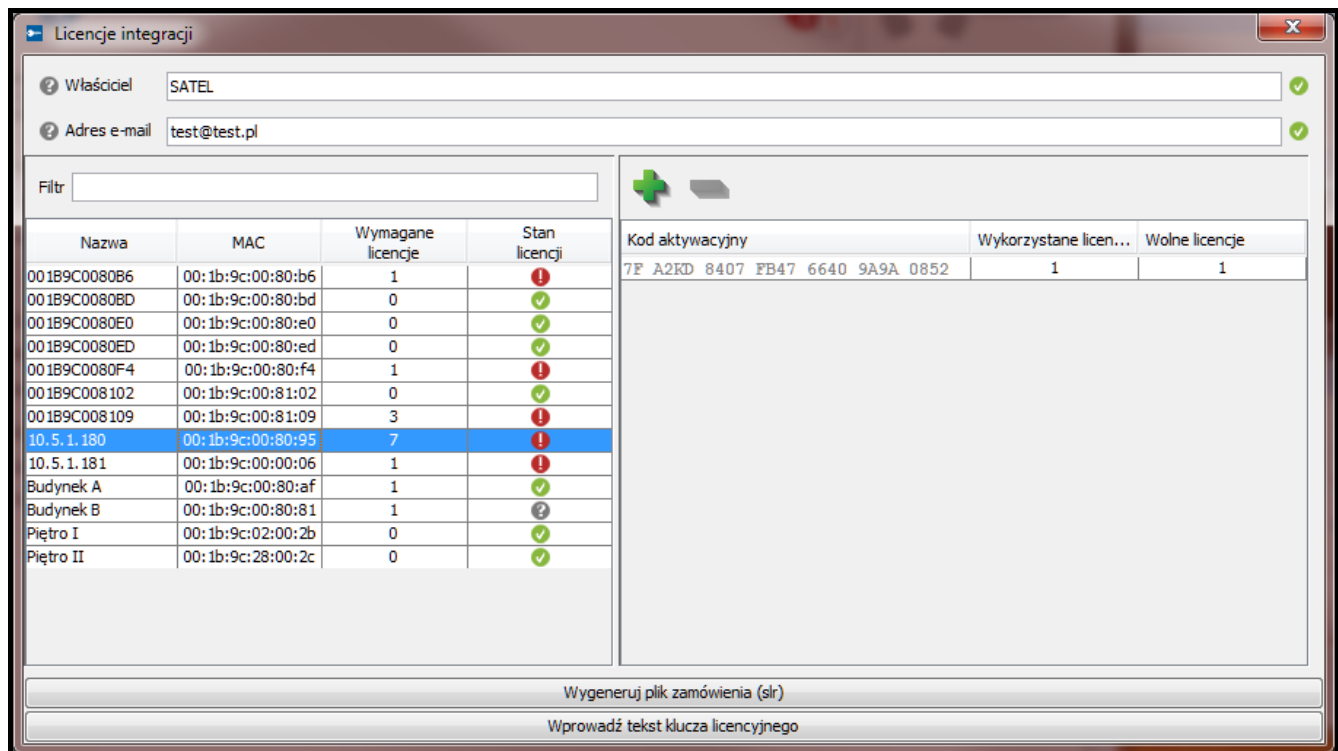 Licencje integracji
Właściciel SATEL
Adres e-mail test@test.pl
Filtr
Nazwa MAC Wymagane licencje Stan licencji
001B9C0080B6 00:1b:9c:00:80:b6 1
001B9C0080BD 00:1b:9c:00:80:bd 0
001B9C0080E0 00:1b:9c:00:80:e0 0
001B9C0080ED 00:1b:9c:00:80:ed 0
001B9C0080F4 00:1b:9c:00:80:f4 1
001B9C008102 00:1b:9c:00:81:02 0
001B9C008109 00:1b:9c:00:81:09 3
10.5.1.180 00:1b:9c:00:80:95 7
10.5.1.181 00:1b:9c:00:00:06 1
Budynek A 00:1b:9c:00:80:af 1
Budynek B 00:1b:9c:00:80:81 1
Piętro I 00:1b:9c:02:00:2b 0
Piętro II 00:1b:9c:28:00:2c 0
Kod aktywacyjny Wykorzystane licen... Wolne licencje
7F A2KD 8407 FB47 6640 9A9A 0852 1 1
Wygeneruj plik zamówienia (slr)
Wprowadź tekst klucza licencyjnego